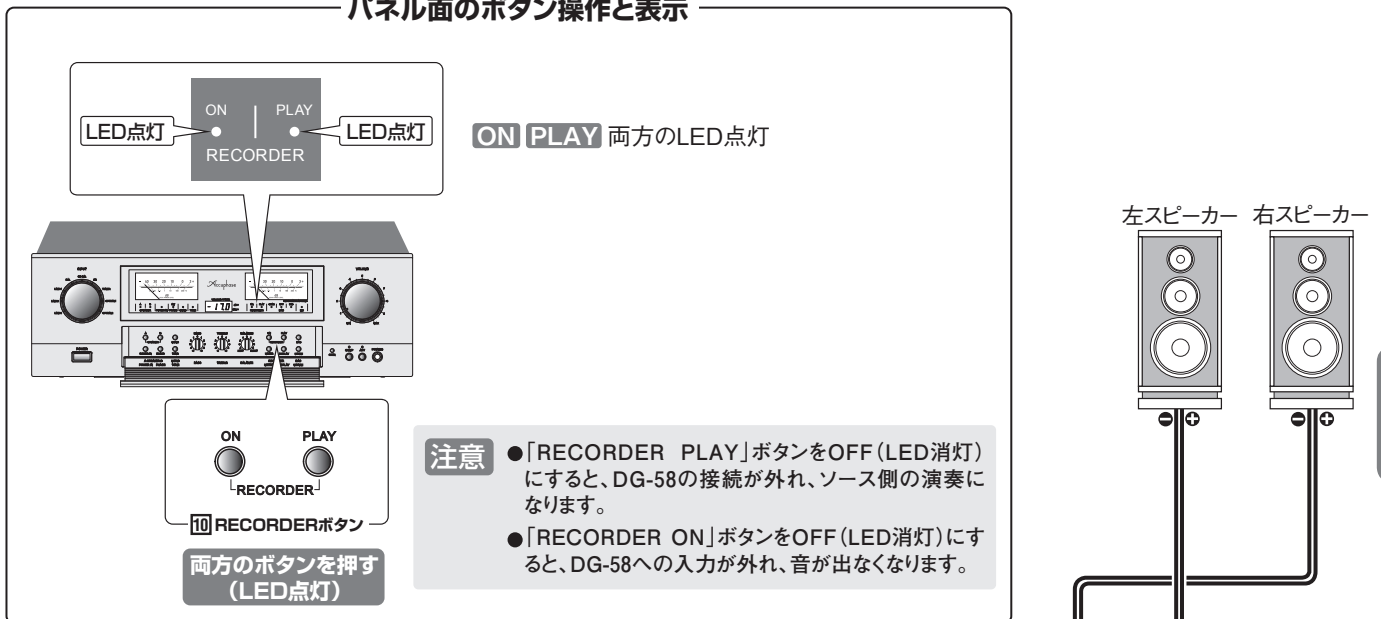 パネル面のボタン操作と表示
ON PLAY
LED点灯 LED点灯
RECORDER
ON PLAY 両方のLED点灯
左スピーカー 右スピーカー
Accuphase
ON PLAY
RECORDER
10 RECORDERボタン
両方のボタンを押す
(LED点灯)
注意
●「RECORDER PLAY」ボタンをOFF(LED消灯)
にすると、DG-58の接続が外れ、ソース側の演奏に
なります。
●「RECORDER ON」ボタンをOFF(LED消灯)にす
ると、DG-58への入力が外れ、音が出なくなります。